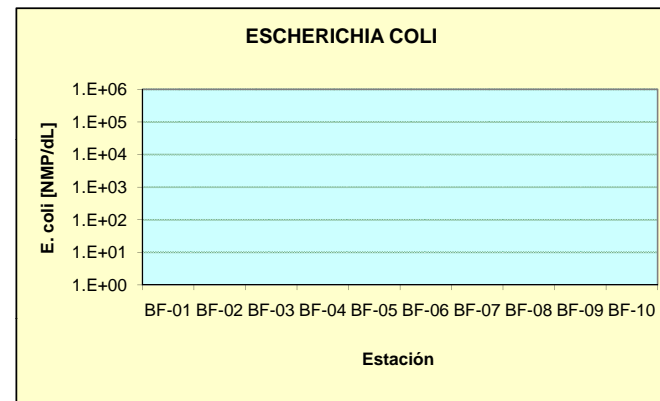 ESCHERICHIA COLI
E. coli [NMP/dL]
1.E+06
1.E+05
1.E+04
1.E+03
1.E+02
1.E+01
1.E+00
BF-01 BF-02 BF-03 BF-04 BF-05 BF-06 BF-07 BF-08 BF-09 BF-10
Estación